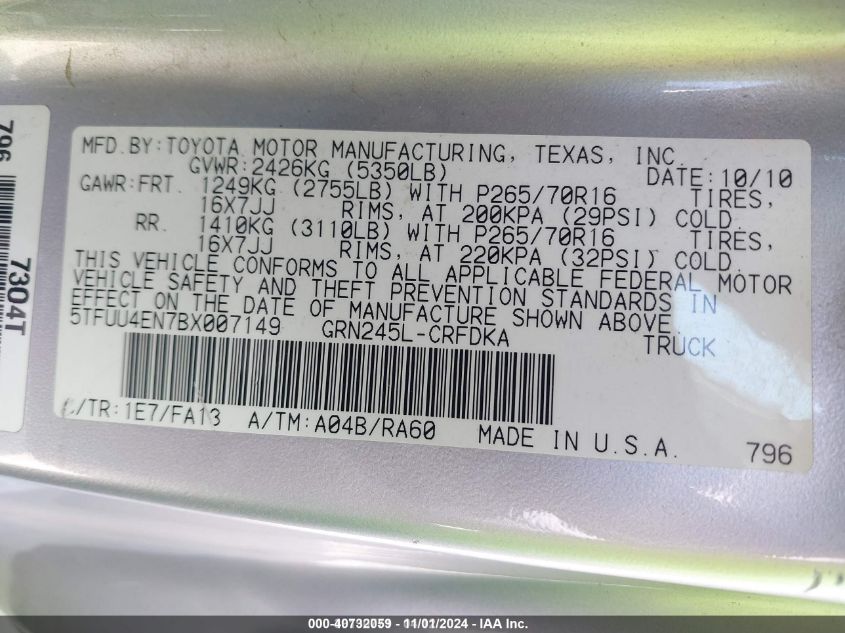 MFD.BY:TOYOTA MOTOR MANUFACTURING, TEXAS, INC.
GVWR:2426KG (5350LB) DATE:10/10
GAWR:FRT. 1249KG (2755LB) WITH P265/70R16 TIRES,
16X7JJ RIMS, AT 200KPA (29PSI) COLD.
RR. 1410KG (3110LB) WITH P265/70R16 TIRES,
16X7JJ RIMS, AT 220KPA (32PSI) COLD.
THIS VEHICLE CONFORMS TO ALL APPLICABLE FEDERAL MOTOR
VEHICLE SAFETY AND THEFT PREVENTION STANDARDS IN
EFFECT ON THE DATE OF MANUFACTURE SHOWN ABOVE.
5TFUU4EN7BX007149 GRN245L-CRFDKA TRUCK
C/TR:1E7/FA13 A/TM:A04B/RA60 MADE IN U.S.A. 796
796 7304T
000-40732059 - 11/01/2024 - IAA Inc.